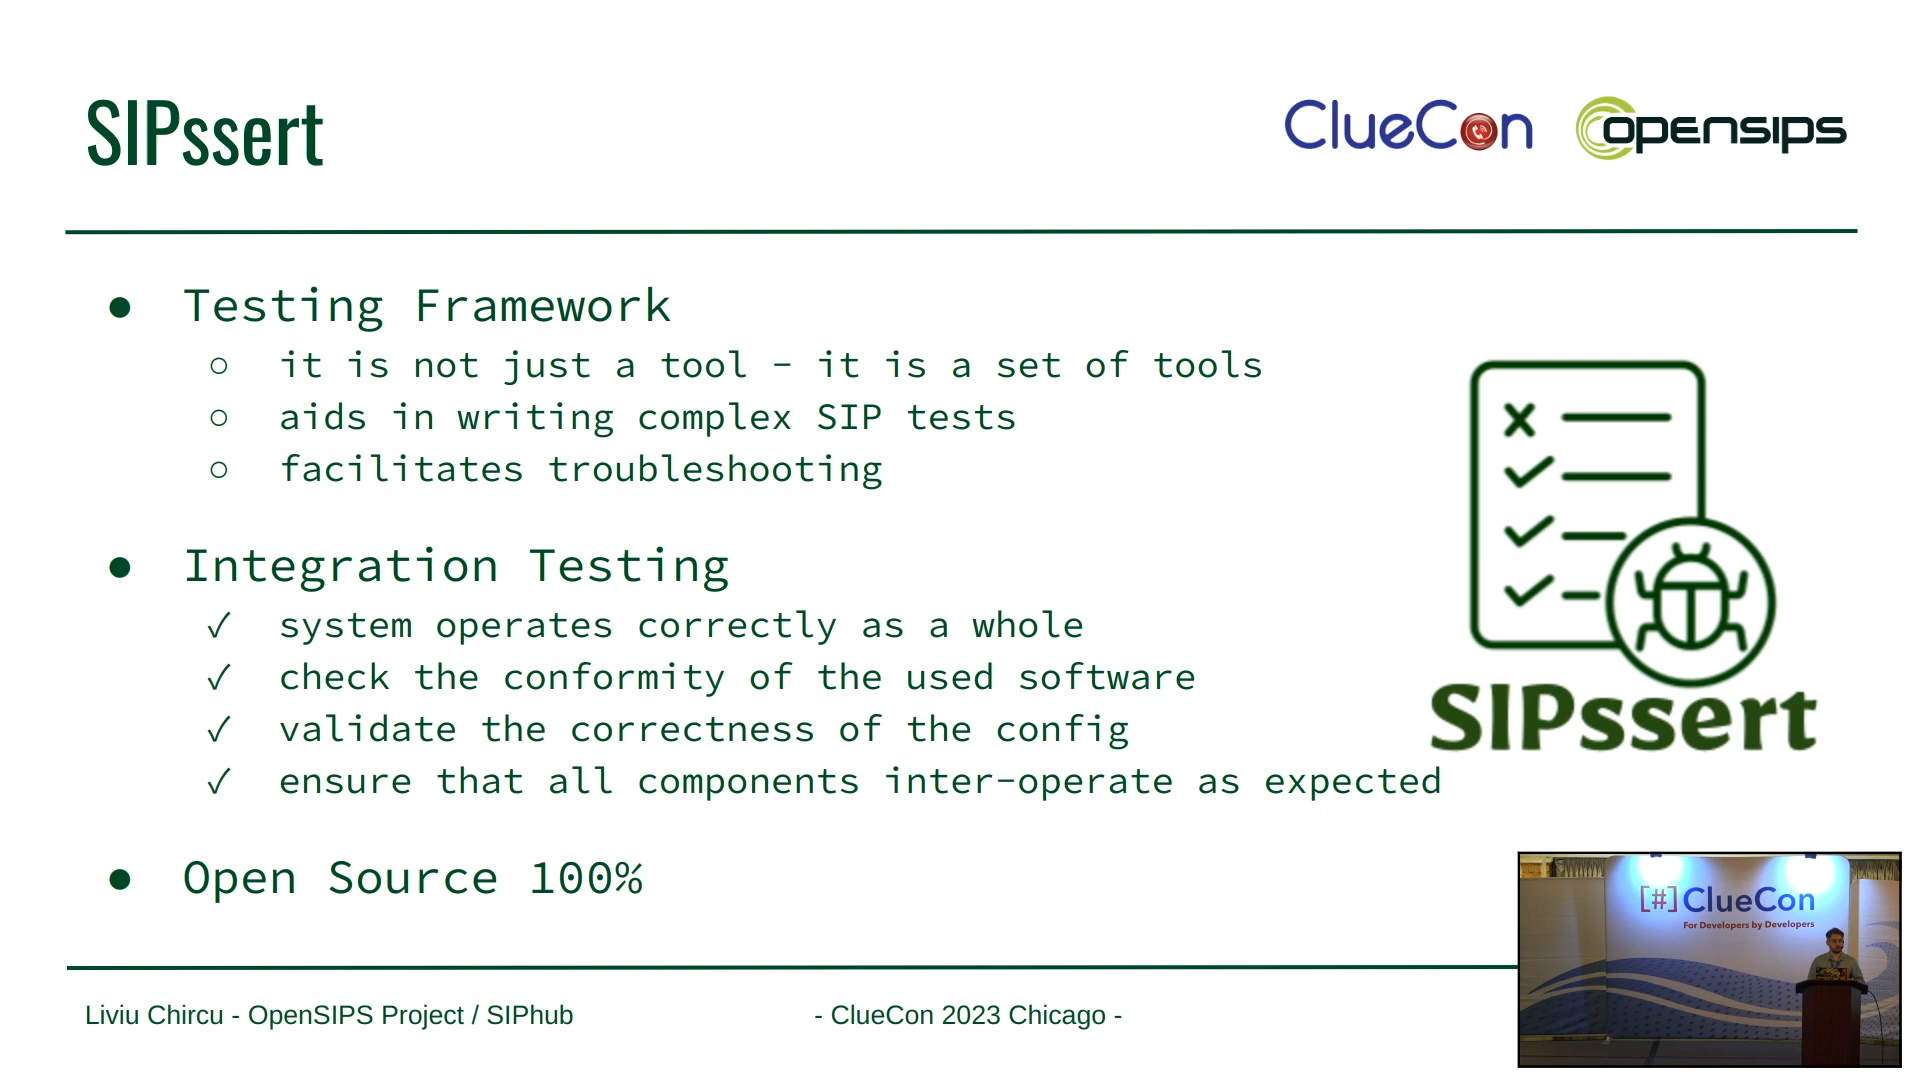 SIPssert
ClueCon
opensips
● Testing Framework
○ it is not just a tool – it is a set of tools
○ aids in writing complex SIP tests
○ facilitates troubleshooting
● Integration Testing
✓ system operates correctly as a whole
✓ check the conformity of the used software
✓ validate the correctness of the config
✓ ensure that all components inter-operate as expected
SIPssert
● Open Source 100%
[#] ClueCon
For Developers by Developers
Liviu Chircu - OpenSIPS Project / SIPhub
- ClueCon 2023 Chicago -